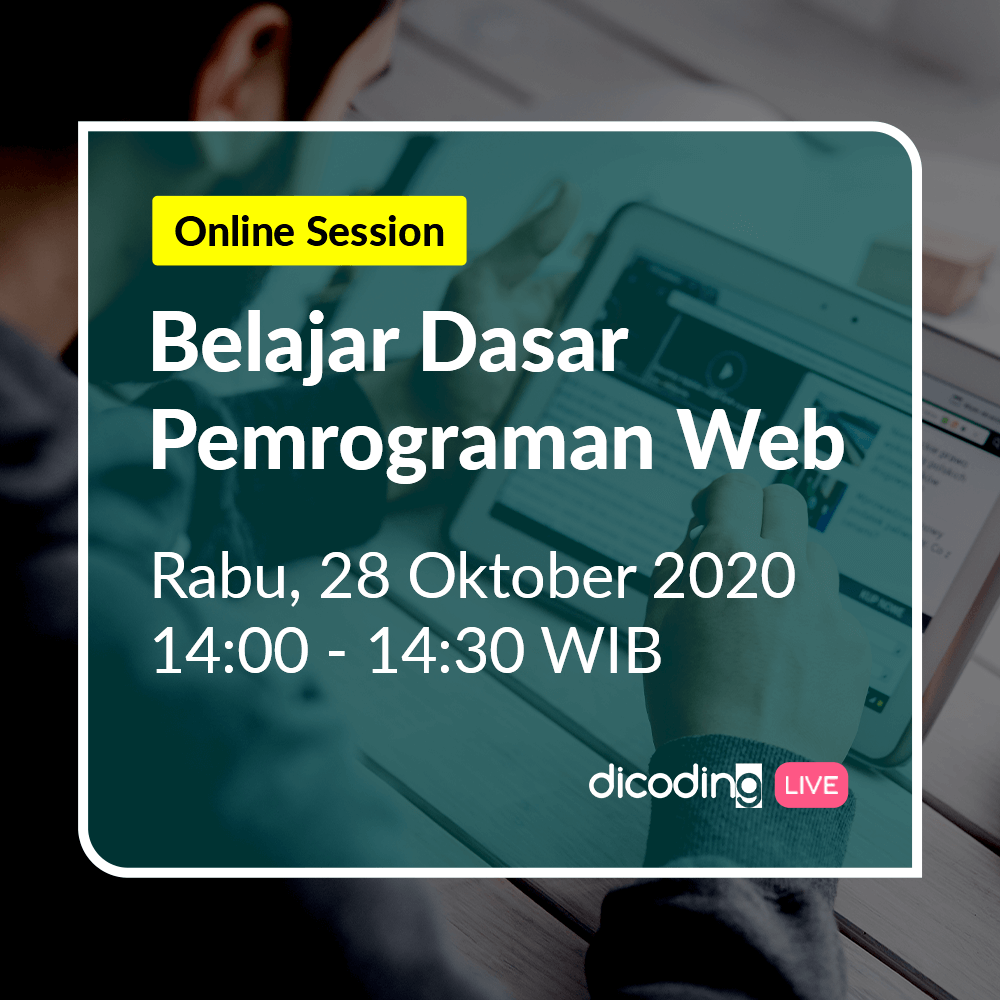 Online Session
Belajar Dasar
Pemrograman Web
Rabu, 28 Oktober 2020
14:00 - 14:30 WIB
dicoding LIVE